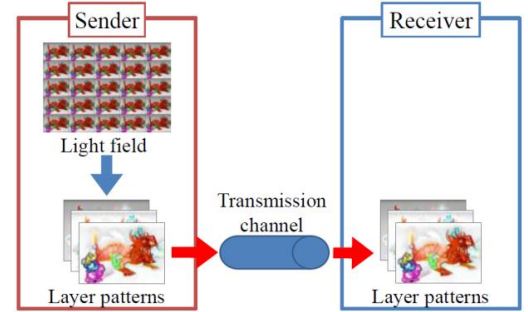 Sender
Receiver
Light field
Transmission
channel
Layer patterns
Layer patterns